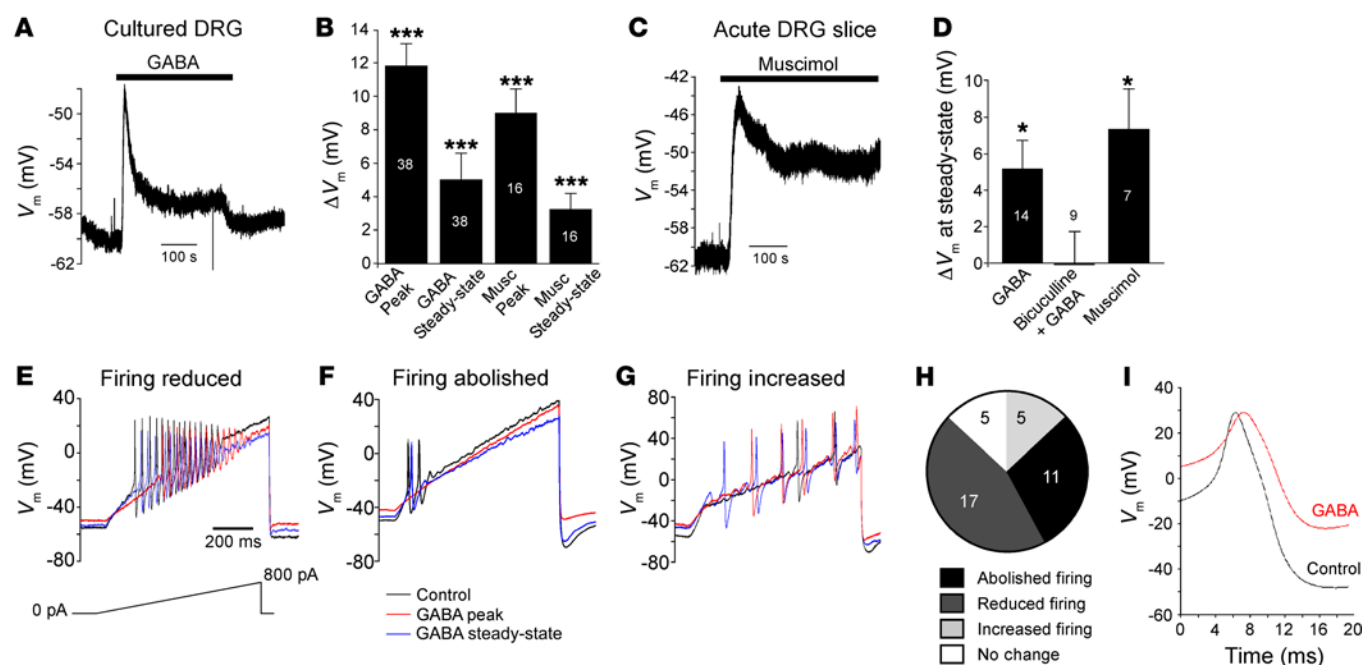 A
Cultured DRG
GABA
-50
-54
-58
-62
Vm (mV)
100 s
B
14
12
10
8
6
4
2
0
ΔVm (mV)
***
***
***
***
38
38
16
16
GABA Peak
GABA Steady-state
Musc Peak
Musc Steady-state
C
Acute DRG slice
Muscimol
-42
-46
-50
-54
-58
-62
Vm (mV)
100 s
D
10
8
6
4
2
0
ΔVm at steady-state (mV)
*
*
14
9
7
GABA
Bicuculline + GABA
Muscimol
E
Firing reduced
40
0
-40
-80
Vm (mV)
200 ms
0 pA
800 pA
F
Firing abolished
40
0
-40
-80
Vm (mV)
Control
GABA peak
GABA steady-state
G
Firing increased
80
40
0
-40
-80
Vm (mV)
H
5
5
11
17
Abolished firing
Reduced firing
Increased firing
No change
I
40
20
0
-20
-40
-60
Vm (mV)
GABA
Control
0
4
8
12
16
20
Time (ms)